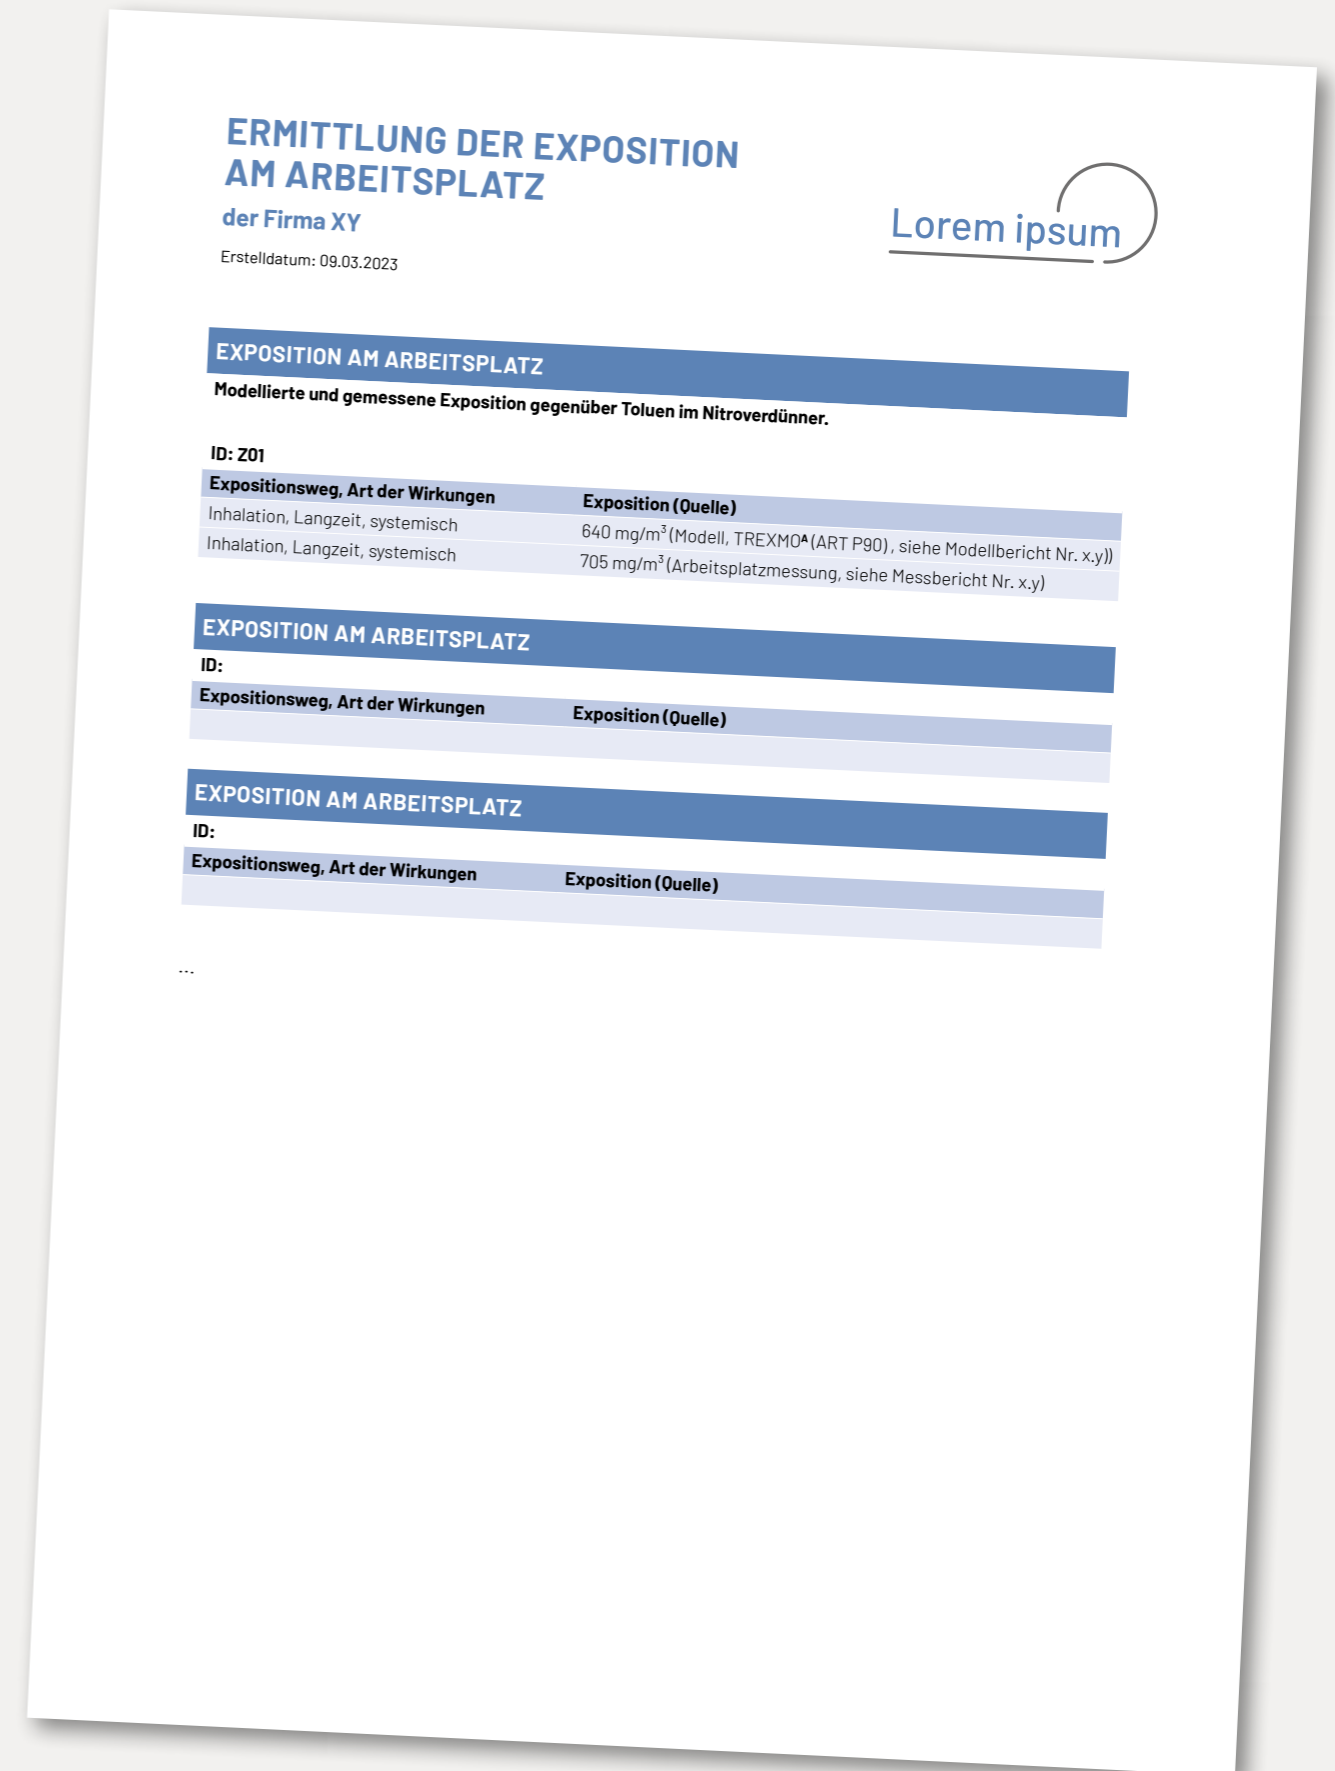 ERMITTLUNG DER EXPOSITION
AM ARBEITSPLATZ
der Firma XY
Erstelldatum: 09.03.2023
Lorem ipsum
EXPOSITION AM ARBEITSPLATZ
Modellierte und gemessene Exposition gegenüber Toluen im Nitroverdünner.
ID: Z01
Expositionsweg, Art der Wirkungen Exposition (Quelle)
Inhalation, Langzeit, systemisch 640 mg/m³ (Modell, TREXMOᴬ (ART P90) , siehe Modellbericht Nr. x.y))
Inhalation, Langzeit, systemisch 705 mg/m³ (Arbeitsplatzmessung, siehe Messbericht Nr. x.y)
EXPOSITION AM ARBEITSPLATZ
ID:
Expositionsweg, Art der Wirkungen Exposition (Quelle)
EXPOSITION AM ARBEITSPLATZ
ID:
Expositionsweg, Art der Wirkungen Exposition (Quelle)
---